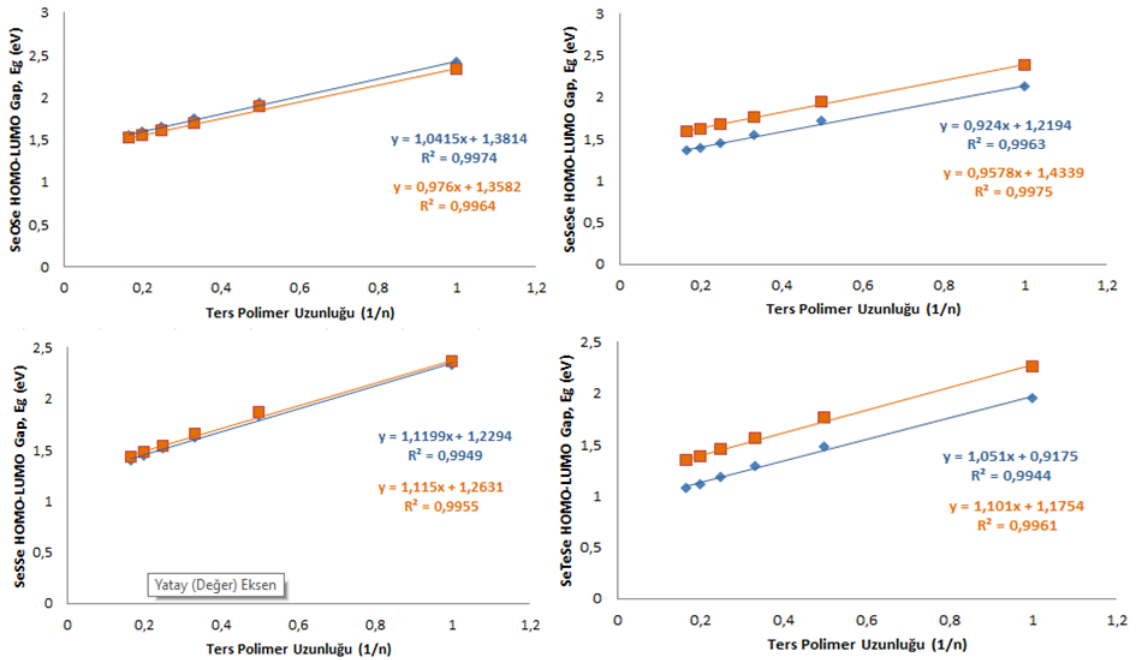 SeOSe HOMO-LUMO Gap, Eg (eV)
3
2,5
2
1,5
1
0,5
0
y = 1,0415x + 1,3814
R² = 0,9974
y = 0,976x + 1,3582
R² = 0,9964
0
0,2
0,4
0,6
0,8
1
1,2
Ters Polimer Uzunluğu (1/n)
SeSeSe HOMO-LUMO Gap, Eg (eV)
3
2,5
2
1,5
1
0,5
0
y = 0,924x + 1,2194
R² = 0,9963
y = 0,9578x + 1,4339
R² = 0,9975
0
0,2
0,4
0,6
0,8
1
1,2
Ters Polimer Uzunluğu (1/n)
SeSSe HOMO-LUMO Gap, Eg (eV)
2,5
2
1,5
1
0,5
0
y = 1,1199x + 1,2294
R² = 0,9949
y = 1,115x + 1,2631
R² = 0,9955
Yatay (Değer) Eksen
0
0,2
0,4
0,6
0,8
1
1,2
Ters Polimer Uzunluğu (1/n)
SeTeSe HOMO-LUMO Gap, Eg (eV)
2,5
2
1,5
1
0,5
0
y = 1,051x + 0,9175
R² = 0,9944
y = 1,101x + 1,1754
R² = 0,9961
0
0,2
0,4
0,6
0,8
1
1,2
Ters Polimer Uzunluğu (1/n)